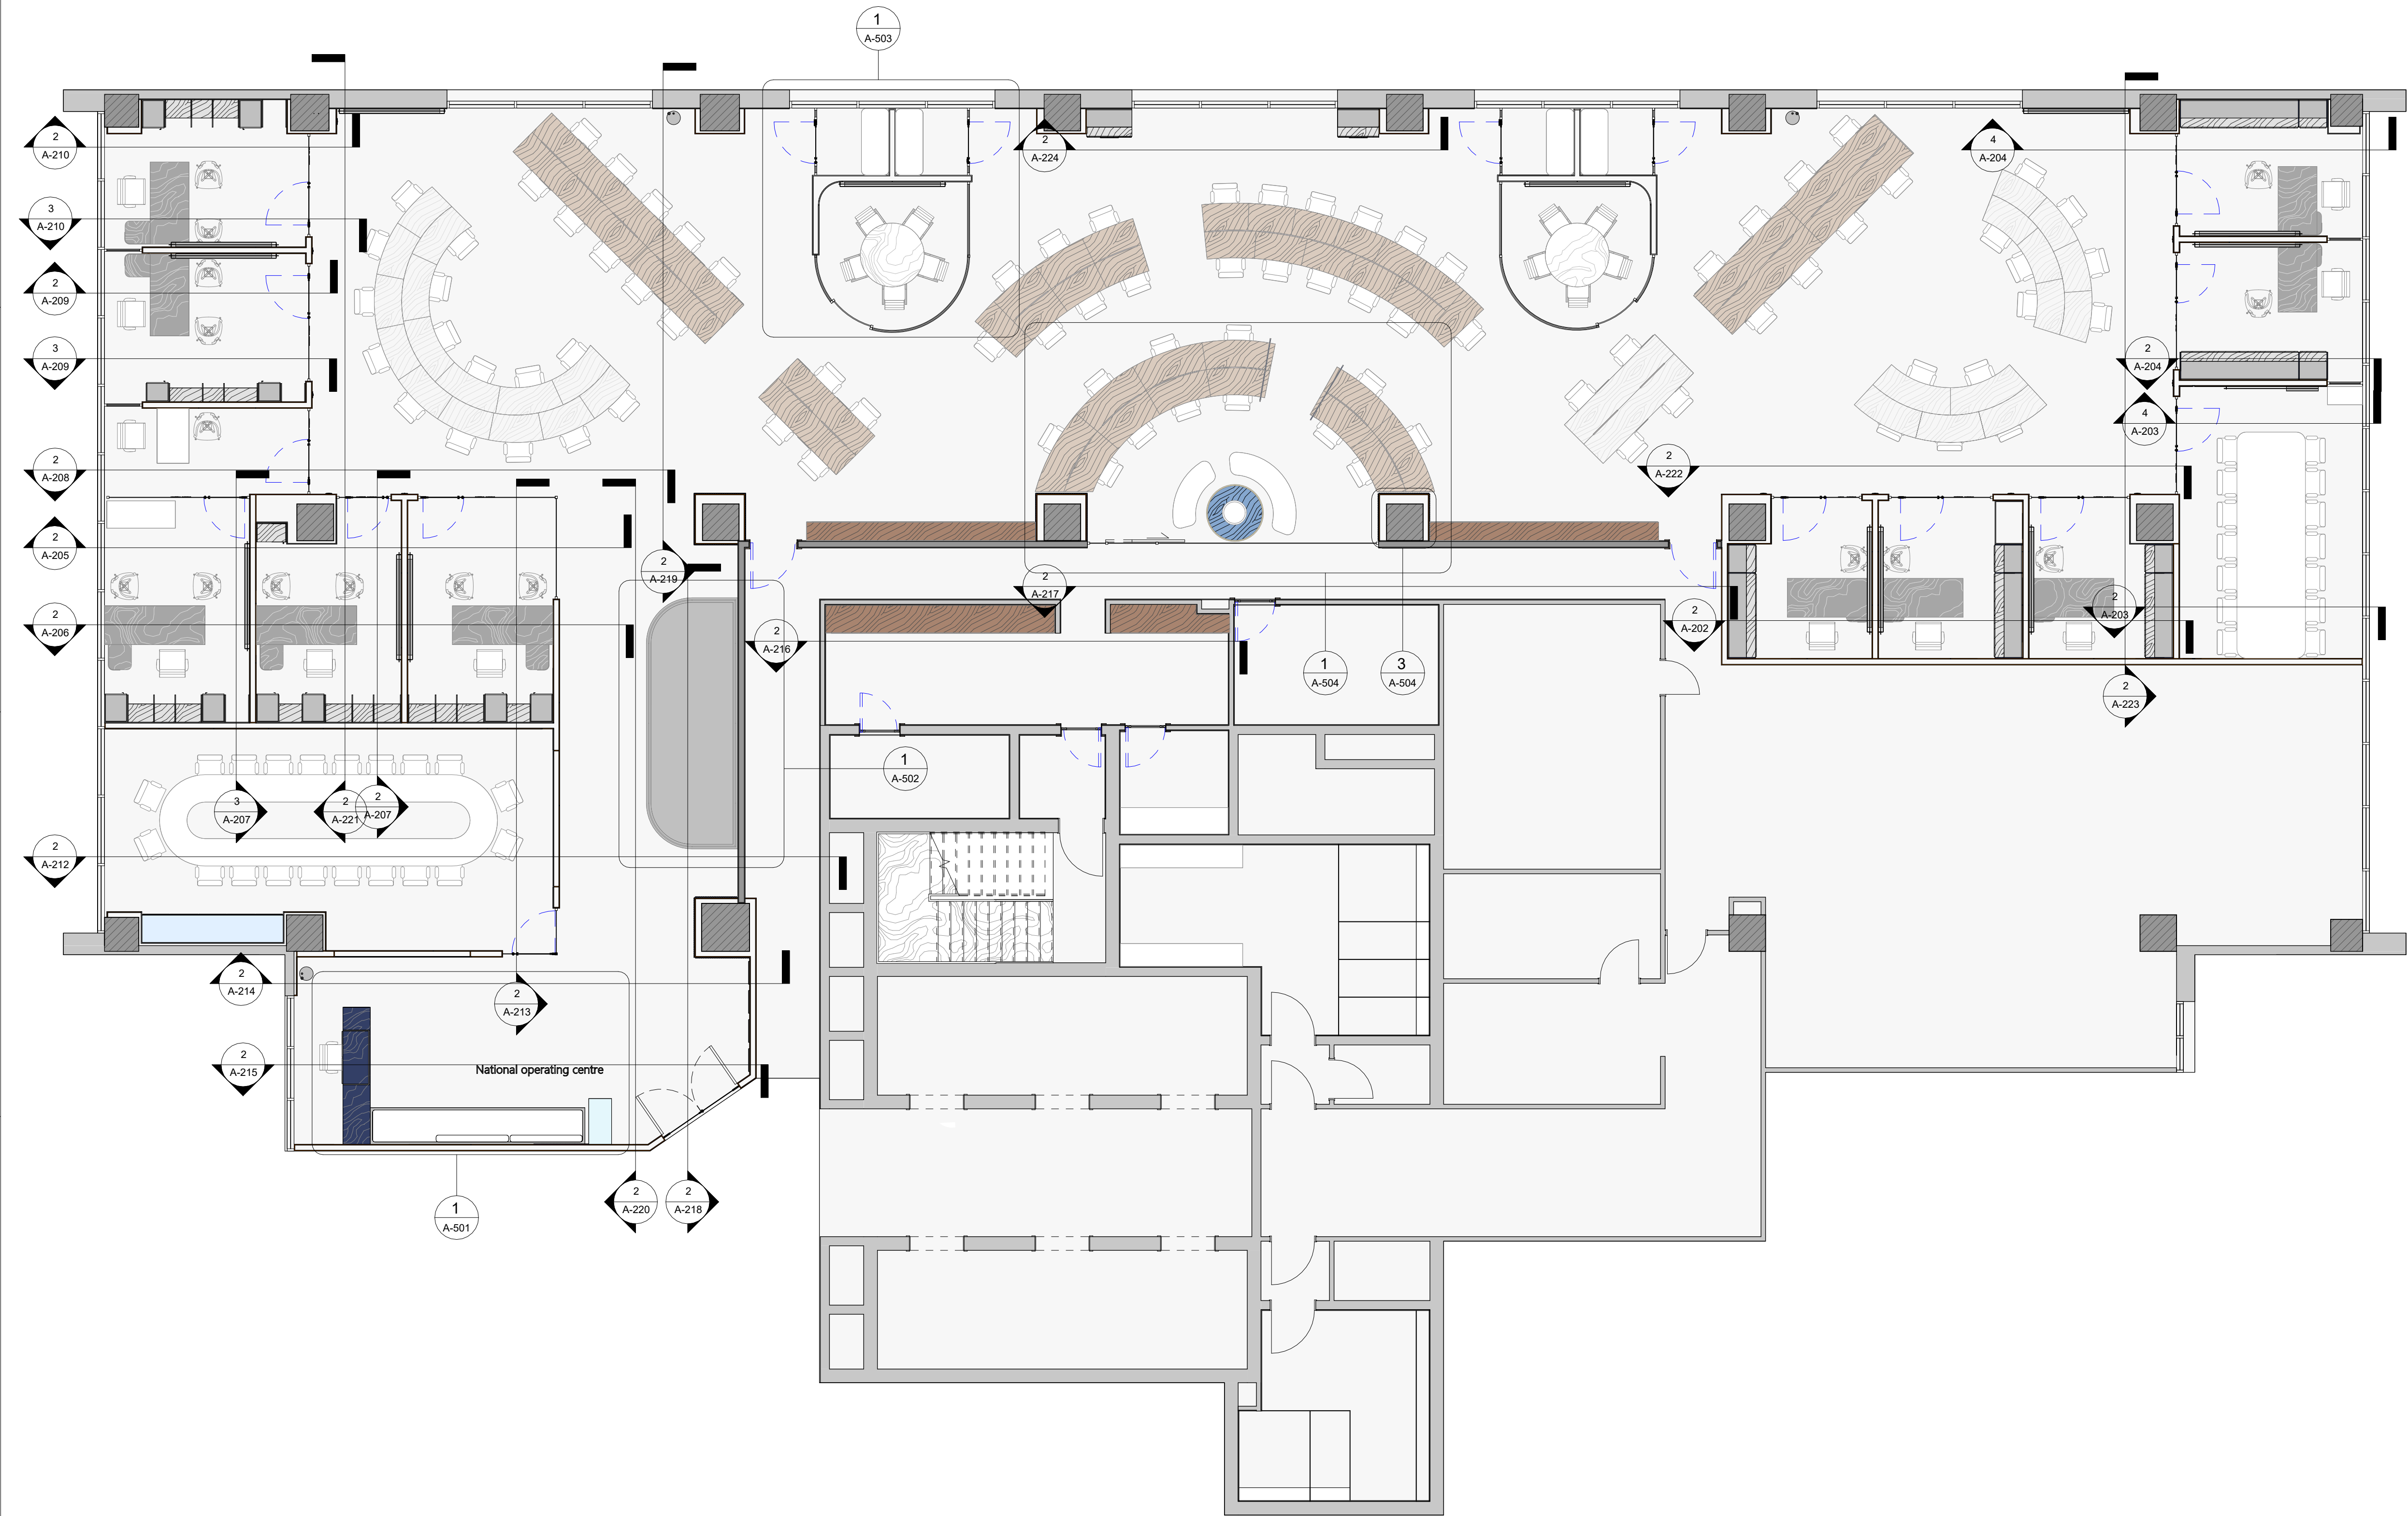 1
A-503
2
A-210
2
A-224
4
A-204
3
A-210
2
A-209
3
A-209
2
A-204
4
A-203
2
A-208
2
A-222
2
A-205
2
A-219
2
A-217
2
A-206
2
A-216
2
A-202
2
A-203
1
A-504
3
A-504
2
A-223
1
A-502
3
A-207
2
A-221
2
A-207
2
A-212
2
A-214
2
A-213
2
A-215
National operating centre
2
A-220
2
A-218
1
A-501